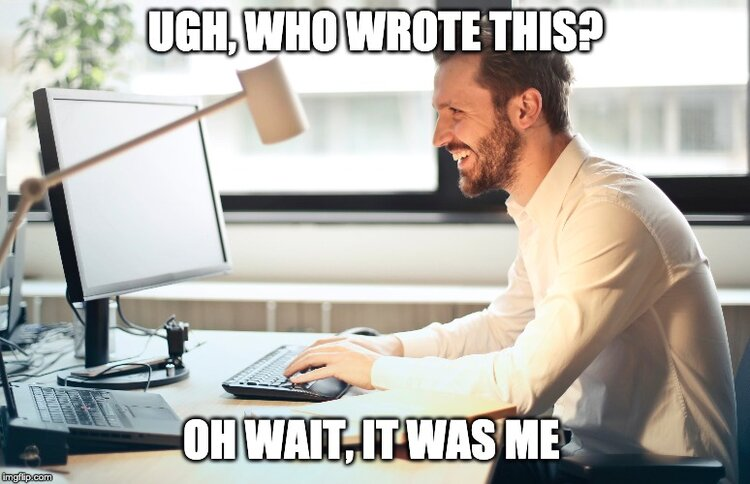 UGH, WHO WROTE THIS?
OH WAIT, IT WAS ME
imgflip.com